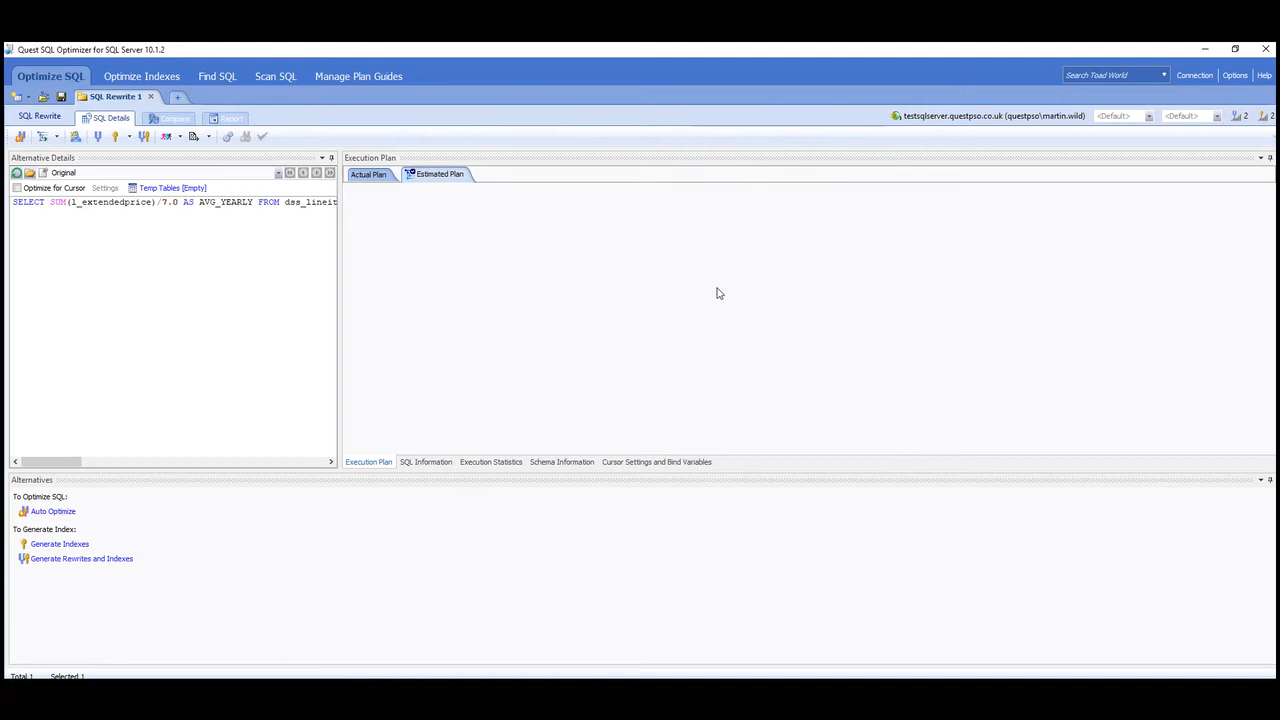 Quest SQL Optimizer for SQL Server 10.1.2
Optimize SQL Optimize Indexes Find SQL Scan SQL Manage Plan Guides Search Toad World Connection Options Help
SQL Rewrite 1
SQL Rewrite SQL Details Compare Report testsqlserver.questpso.co.uk (questpso\martin.wild) <Default> <Default> 2 2
Alternative Details
Original
Optimize for Cursor Settings Temp Tables [Empty]
SELECT SUM(l_extendedprice)/7.0 AS AVG_YEARLY FROM dss_lineit
Execution Plan
Actual Plan Estimated Plan
Execution Plan SQL Information Execution Statistics Schema Information Cursor Settings and Bind Variables
Alternatives
To Optimize SQL:
Auto Optimize
To Generate Index:
Generate Indexes
Generate Rewrites and Indexes
Total 1 Selected 1